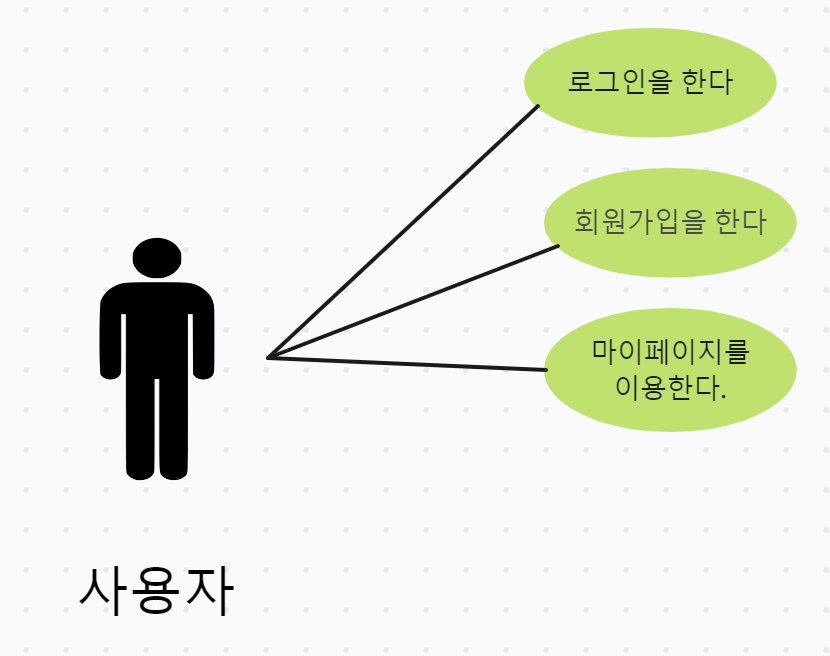 로그인을 한다
회원가입을 한다
마이페이지를
이용한다.
사용자